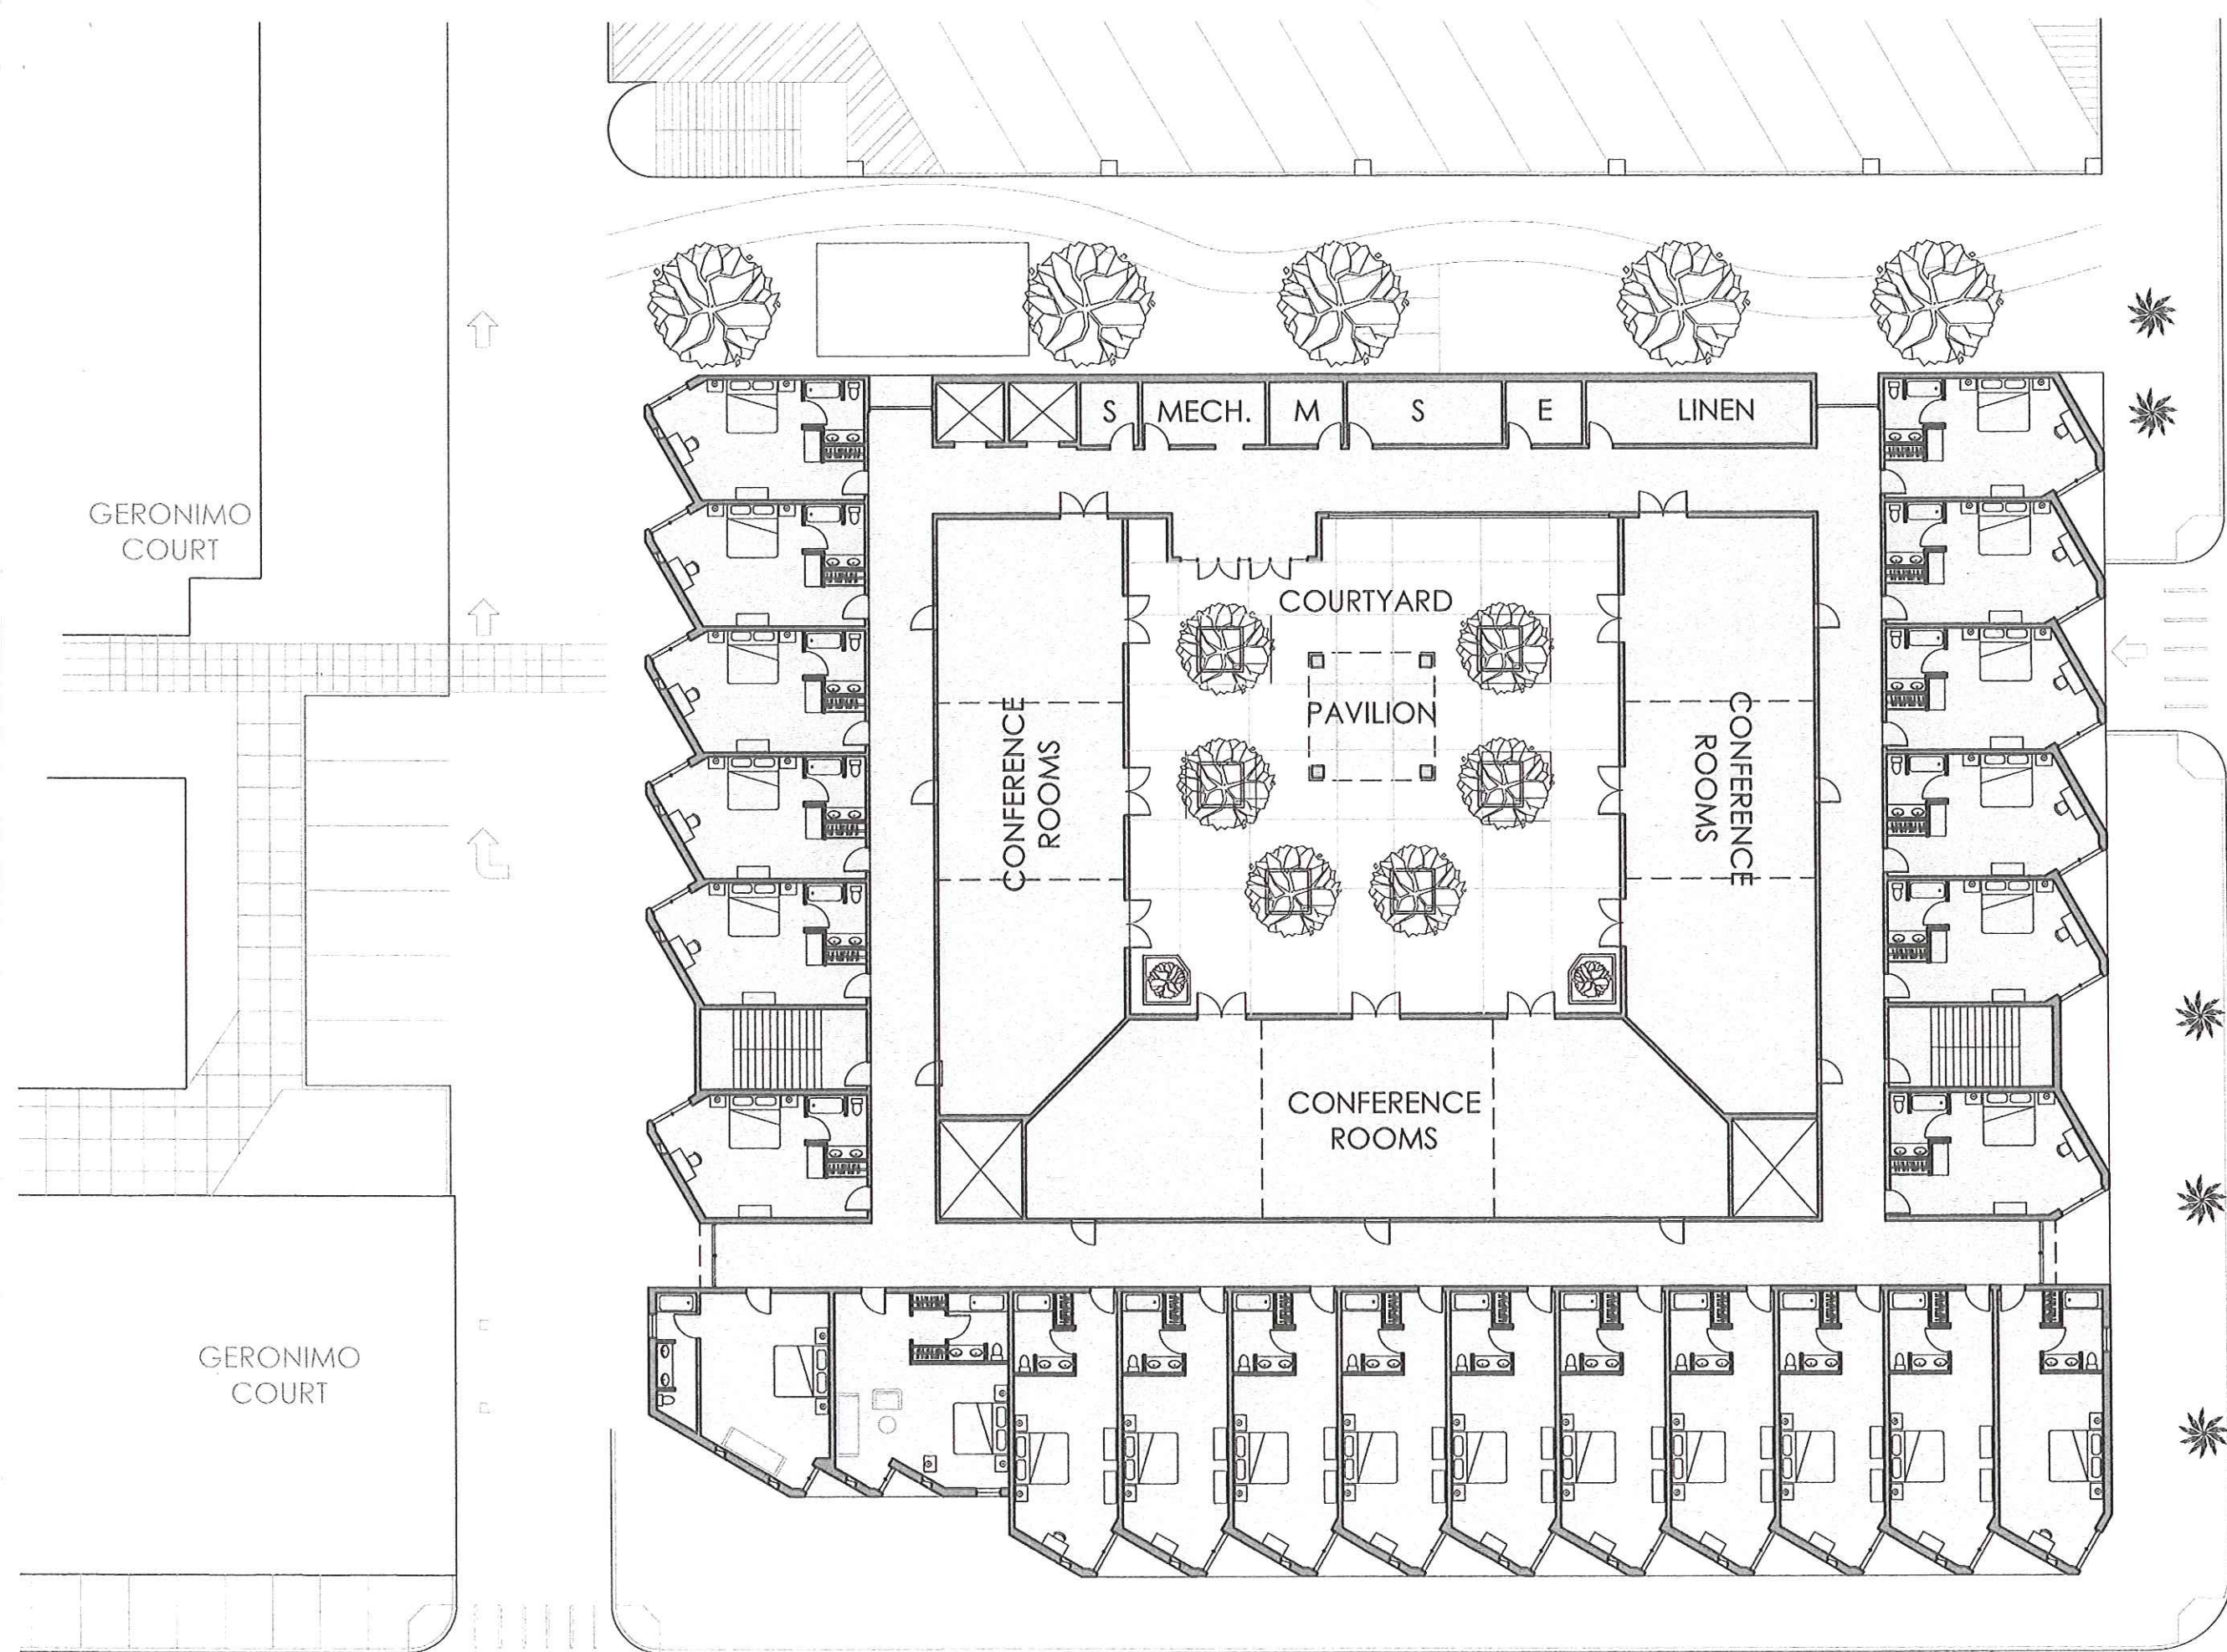 S
MECH.
M
S
E
LINEN
GERONIMO
COURT
COURTYARD
PAVILION
CONFERENCE
ROOMS
CONFERENCE
ROOMS
CONFERENCE
ROOMS
GERONIMO
COURT